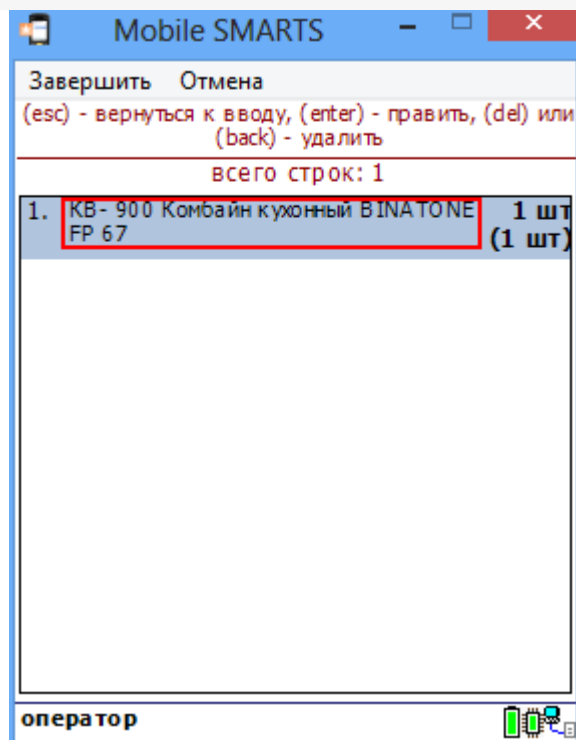 Mobile SMARTS
Завершить Отмена
(esc) - вернуться к вводу, (enter) - править, (del) или
(back) - удалить
всего строк: 1
1. КВ- 900 Комбайн кухонный BINATONE 1 шт
FP 67 (1 шт)
оператор